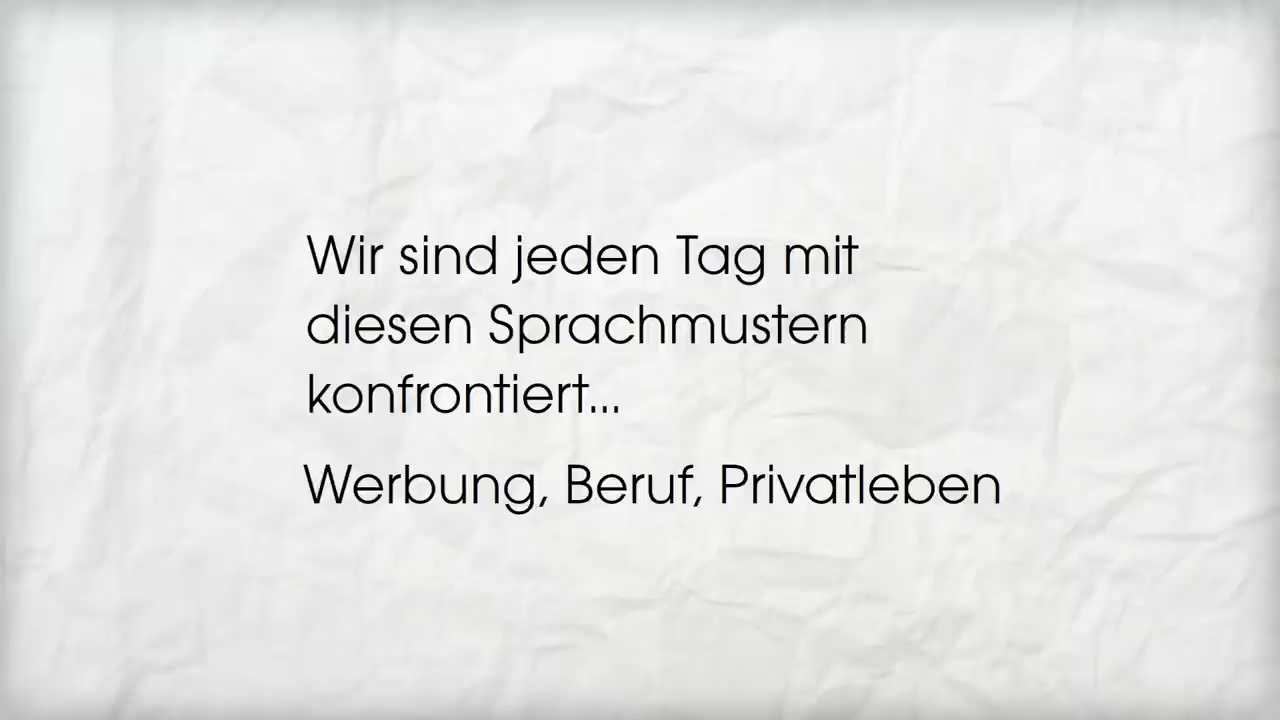 Wir sind jeden Tag mit
diesen Sprachmustern
konfrontiert...
Werbung, Beruf, Privatleben